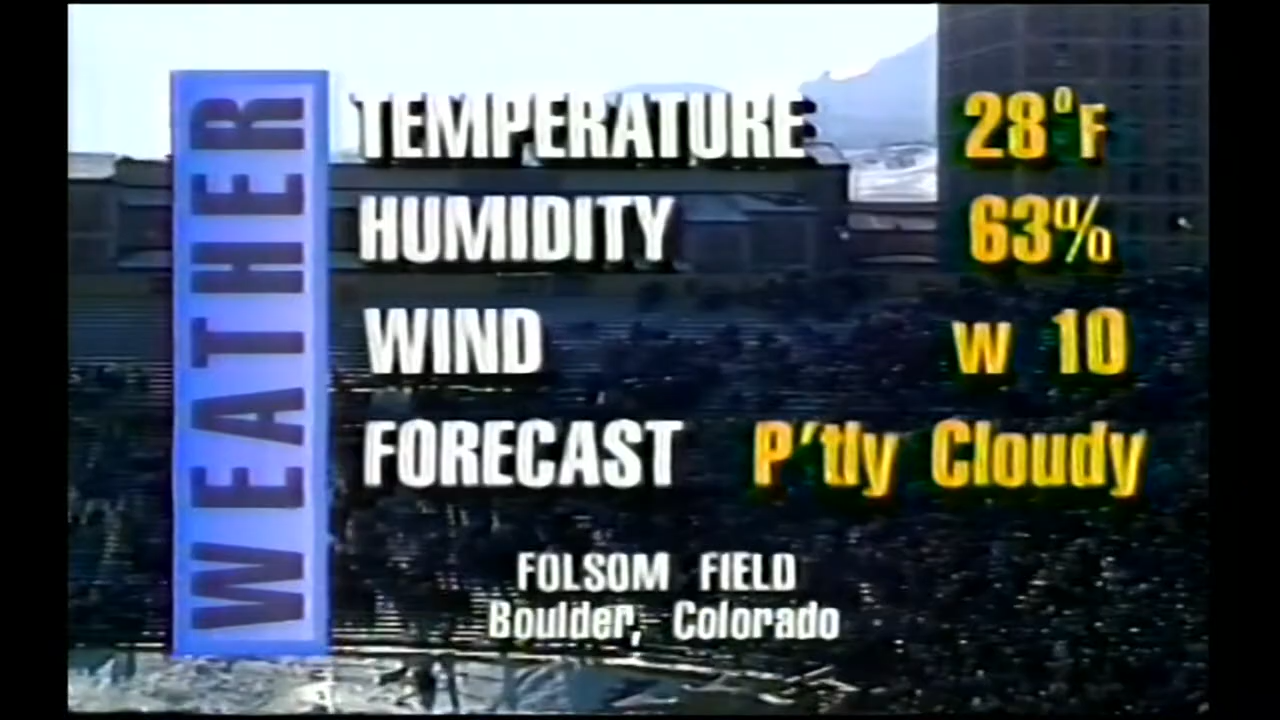 WEATHER
TEMPERATURE 28°F
HUMIDITY 63%
WIND W 10
FORECAST P'tly Cloudy
FOLSOM FIELD
Boulder, Colorado